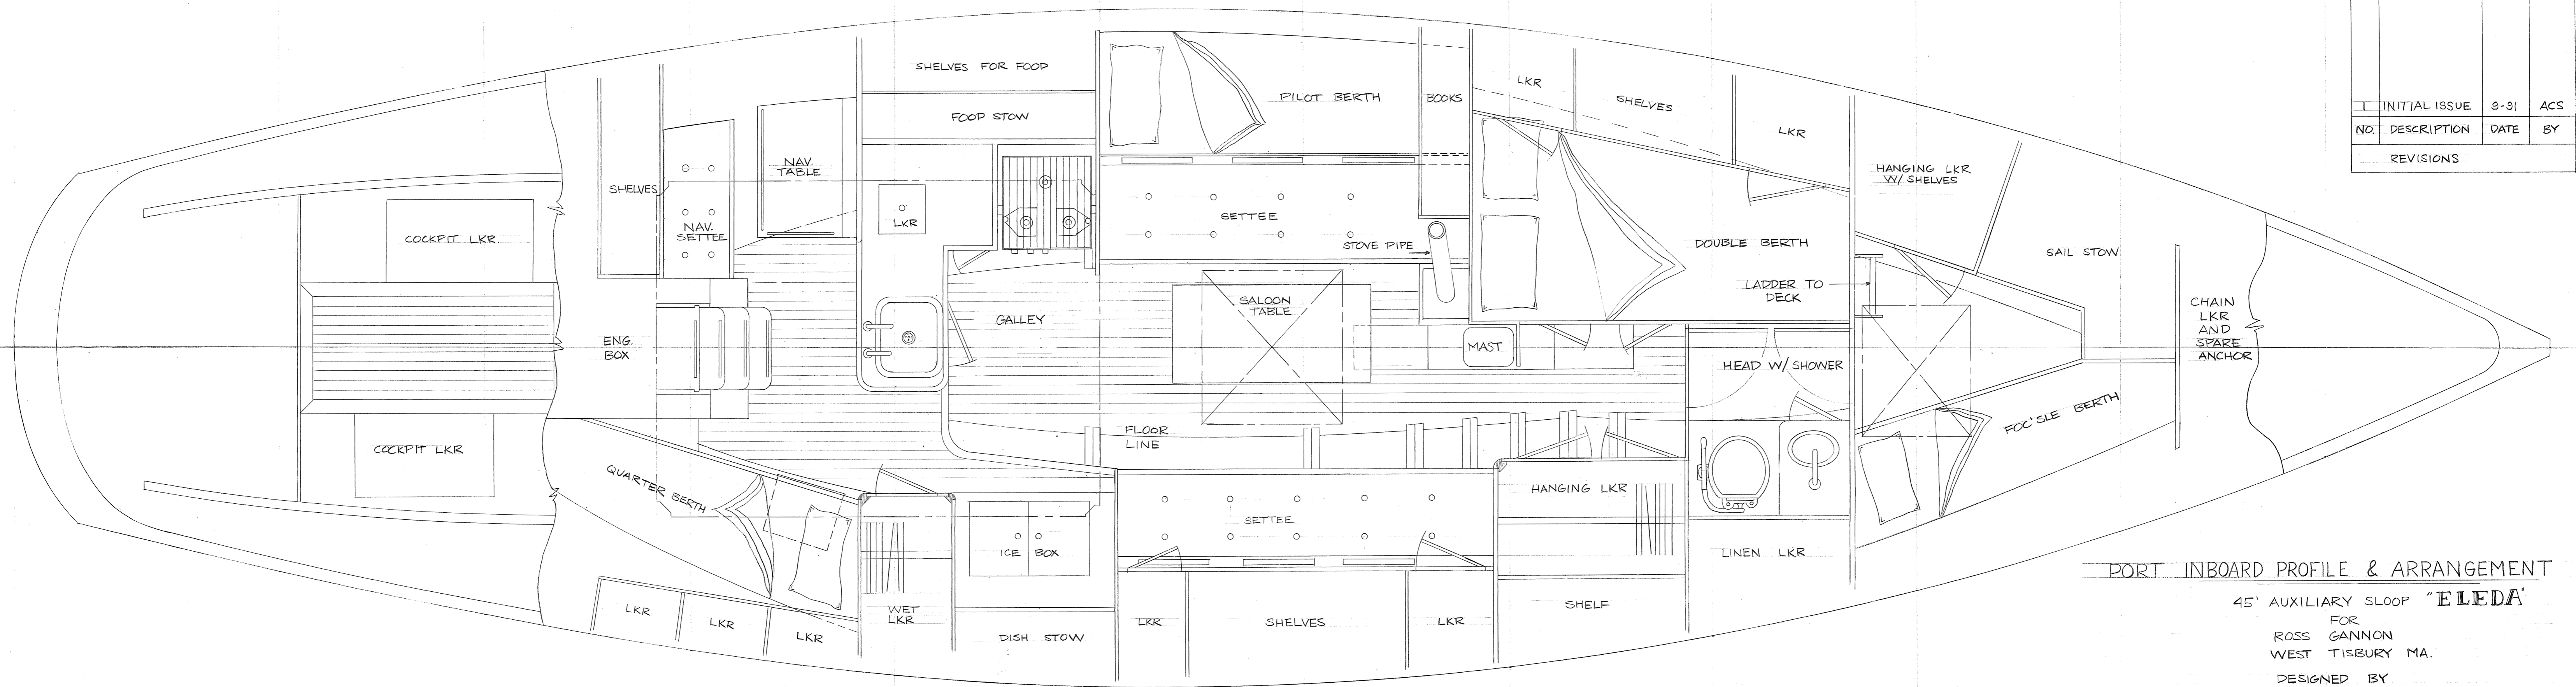 SHELVES FOR FOOD
FOOD STOW
PILOT BERTH
BOOKS
LKR
SHELVES
LKR
1 INITIAL ISSUE 9-91 ACS
NO. DESCRIPTION DATE BY
REVISIONS
SHELVES
NAV.
SETTEE
NAV.
TABLE
LKR
SETTEE
STOVE PIPE
DOUBLE BERTH
HANGING LKR
W/ SHELVES
SAIL STOW
LADDER TO
DECK
COCKPIT LKR.
ENG.
BOX
GALLEY
SALOON
TABLE
MAST
HEAD W/ SHOWER
CHAIN
LKR
AND
SPARE
ANCHOR
COCKPIT LKR
FLOOR
LINE
FOC'SLE BERTH
QUARTER BERTH
ICE BOX
SETTEE
HANGING LKR
LINEN LKR
LKR
LKR
LKR
WET
LKR
DISH STOW
LKR
SHELVES
LKR
SHELF
PORT INBOARD PROFILE & ARRANGEMENT
45' AUXILIARY SLOOP "ELEDA"
FOR
ROSS GANNON
WEST TISBURY MA.
DESIGNED BY